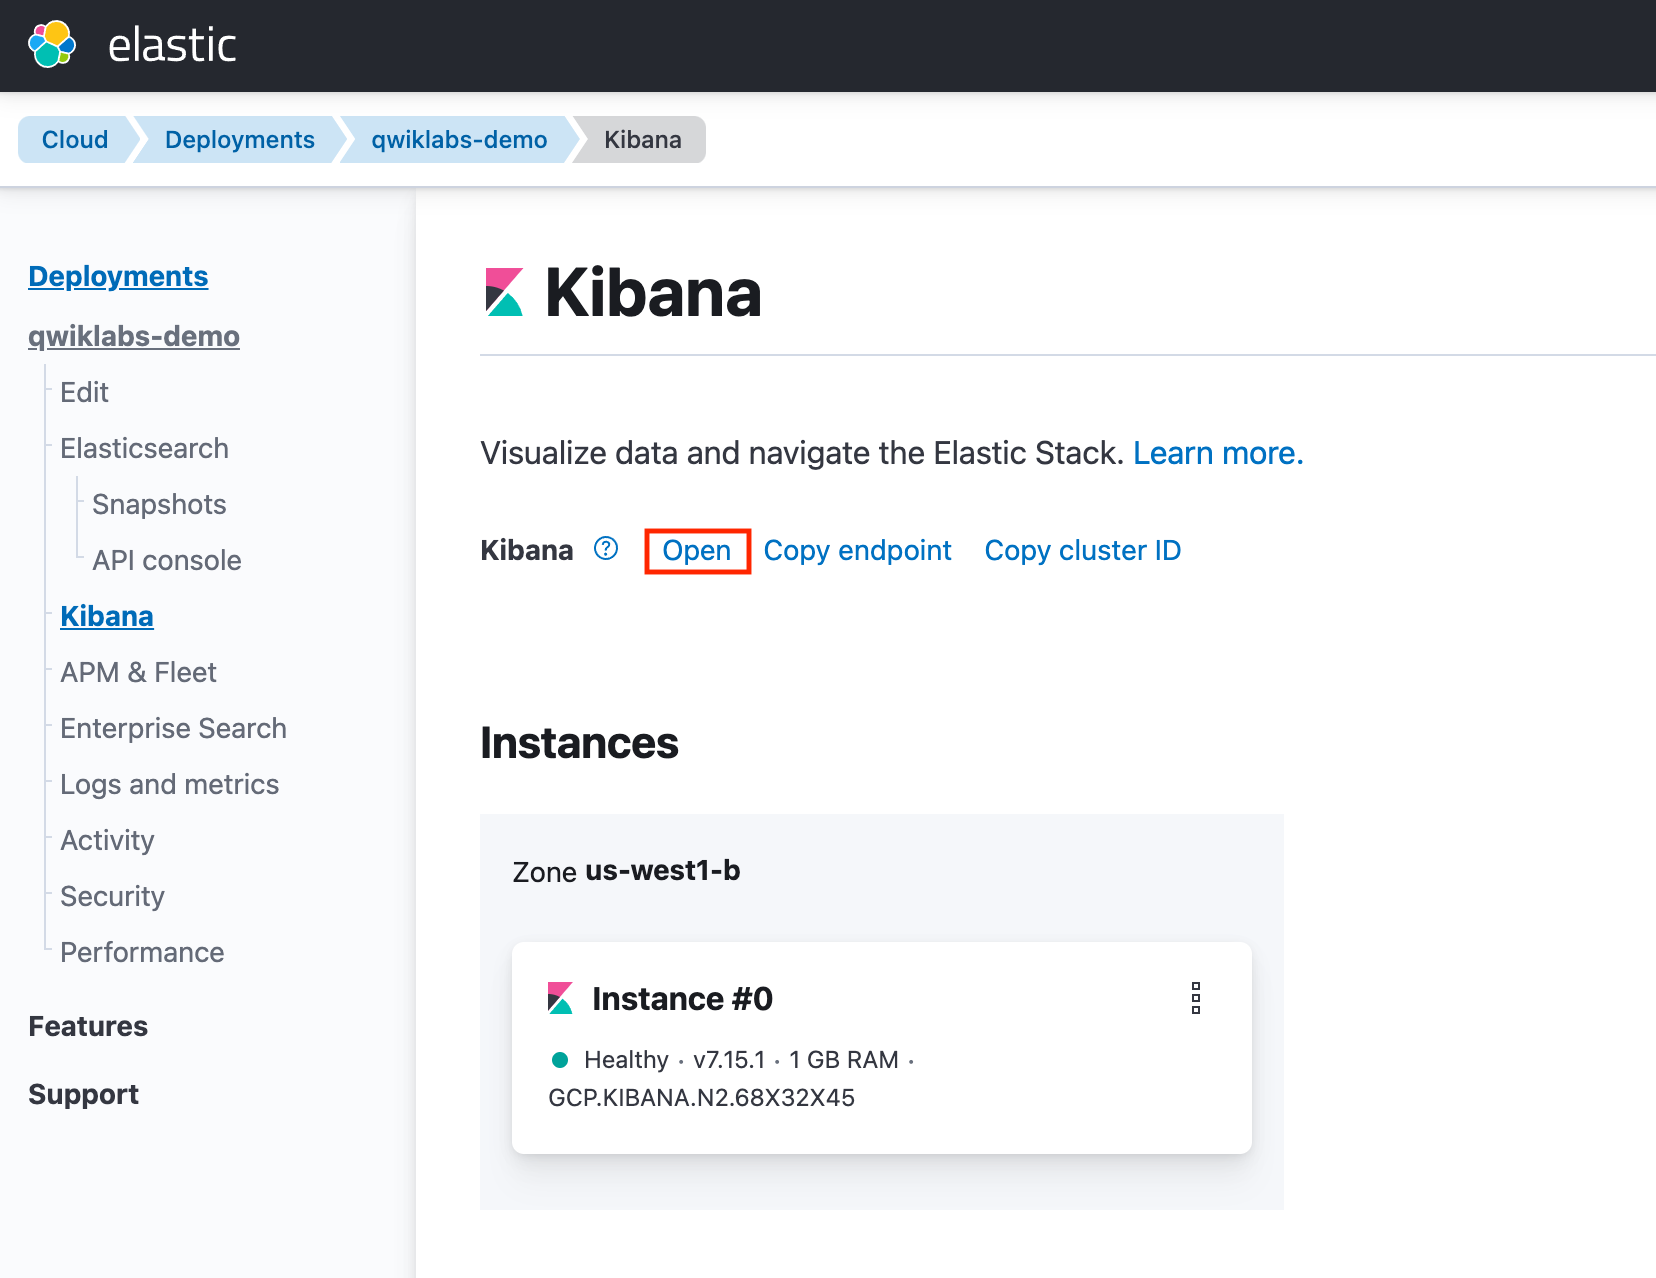 elastic
Cloud
Deployments
qwiklabs-demo
Kibana
Deployments
qwiklabs-demo
Edit
Elasticsearch
Snapshots
API console
Kibana
APM & Fleet
Enterprise Search
Logs and metrics
Activity
Security
Performance
Features
Support
Kibana
Visualize data and navigate the Elastic Stack. Learn more.
Kibana ? Open Copy endpoint Copy cluster ID
Instances
Zone us-west1-b
Instance #0
Healthy · v7.15.1 · 1 GB RAM ·
GCP.KIBANA.N2.68X32X45